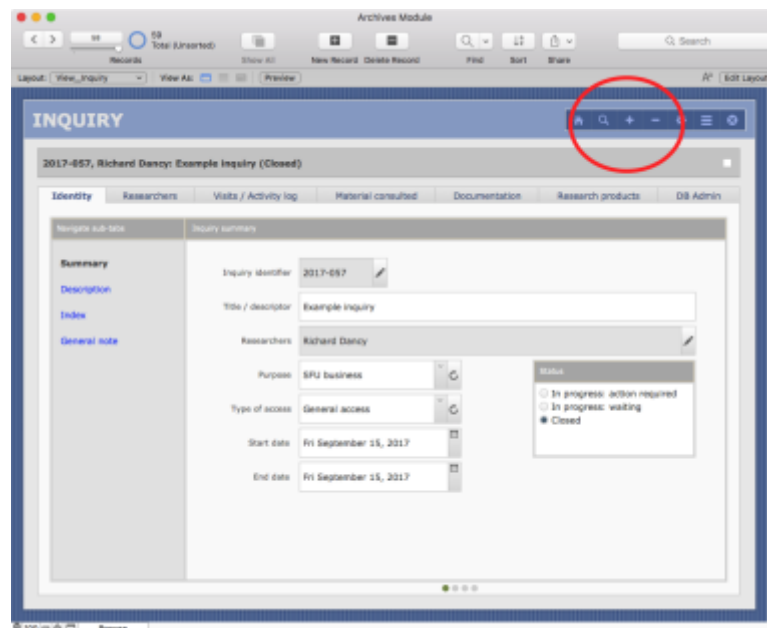 Archives Module
59
59
Total (Unsorted)
Records
Show All
New Record
Delete Record
Find
Sort
Share
Search
Layout:
View_Inquiry
View As:
Preview
Edit Layout
INQUIRY
2017-057, Richard Dancy: Example inquiry (Closed)
Identity
Researchers
Visits / Activity log
Material consulted
Documentation
Research products
DB Admin
Navigate sub-tabs
Inquiry summary
Summary
Description
Index
General note
Inquiry identifier
2017-057
Title / descriptor
Example inquiry
Researchers
Richard Dancy
Purpose
SFU business
Type of access
General access
Start date
Fri September 15, 2017
End date
Fri September 15, 2017
Status
In progress: action required
In progress: waiting
Closed